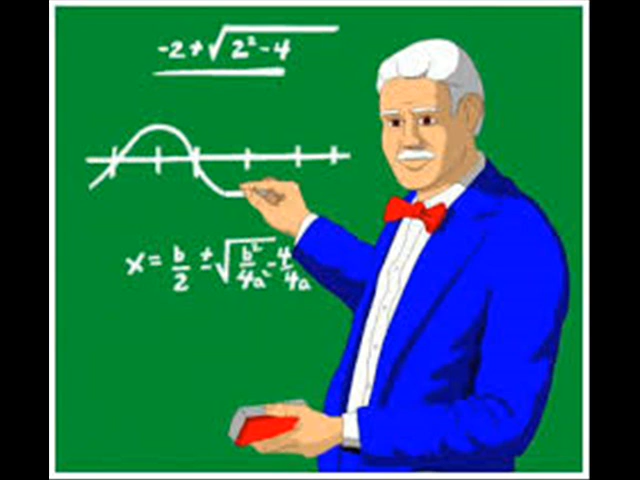 -2 + √2² - 4
x = b/2 ± √b²/4a² - 4/4a